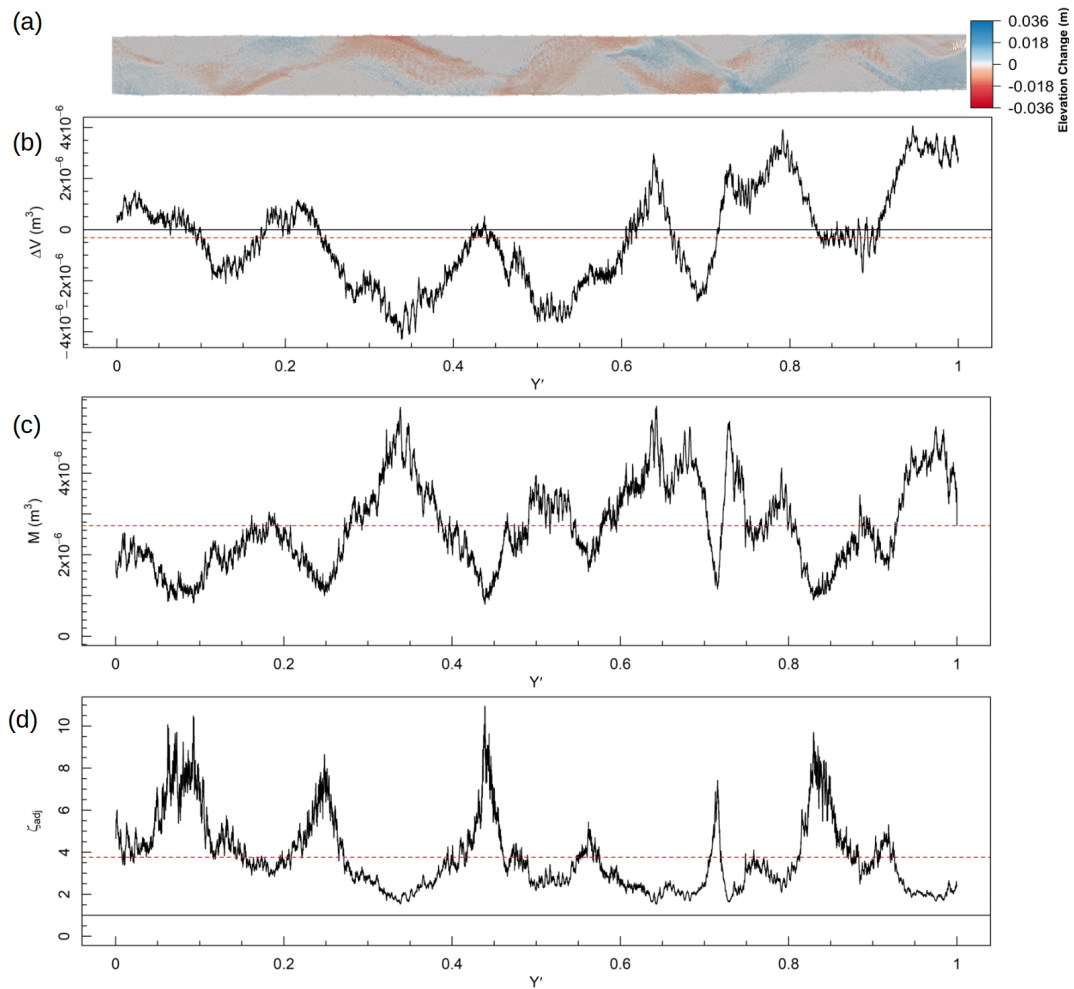 (a)
0.036
0.018
0
-0.018
-0.036
Elevation Change (m)
(b)
4x10⁻⁶
2x10⁻⁶
0
−2x10⁻⁶
−4x10⁻⁶
ΔV (m³)
0 0.2 0.4 0.6 0.8 1
Y′
(c)
4x10⁻⁶
2x10⁻⁶
0
M (m³)
0 0.2 0.4 0.6 0.8 1
Y′
(d)
10
8
6
4
2
0
ζadj
0 0.2 0.4 0.6 0.8 1
Y′